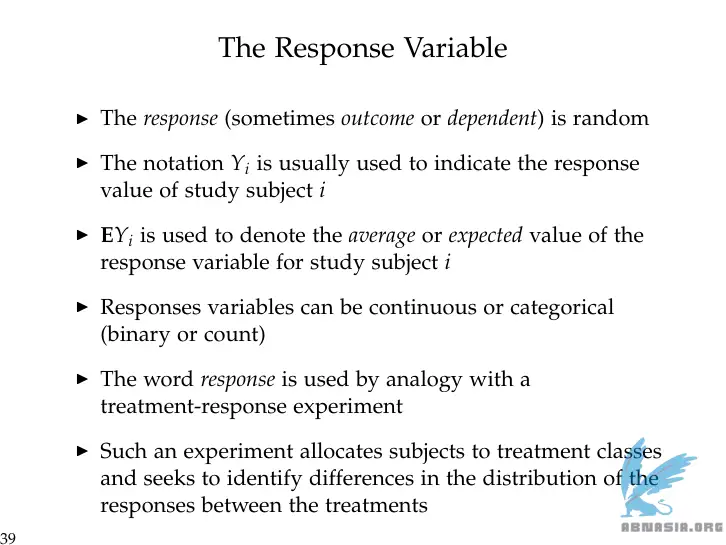 The Response Variable
▶ The response (sometimes outcome or dependent) is random
▶ The notation Yᵢ is usually used to indicate the response
value of study subject i
▶ EYᵢ is used to denote the average or expected value of the
response variable for study subject i
▶ Responses variables can be continuous or categorical
(binary or count)
▶ The word response is used by analogy with a
treatment-response experiment
▶ Such an experiment allocates subjects to treatment classes
and seeks to identify differences in the distribution of the
responses between the treatments
ABMASIA.ORG
39